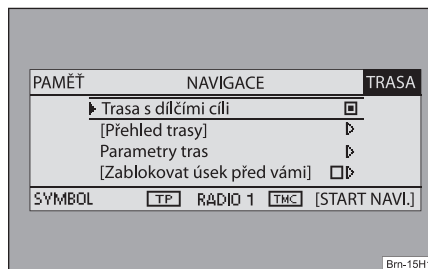 PAMĚŤ NAVIGACE TRASA
Trasa s dílčími cíli
[Přehled trasy]
Parametry tras
[Zablokovat úsek před vámi]
SYMBOL TP RADIO 1 TMC [START NAVI.]
Brn-15H